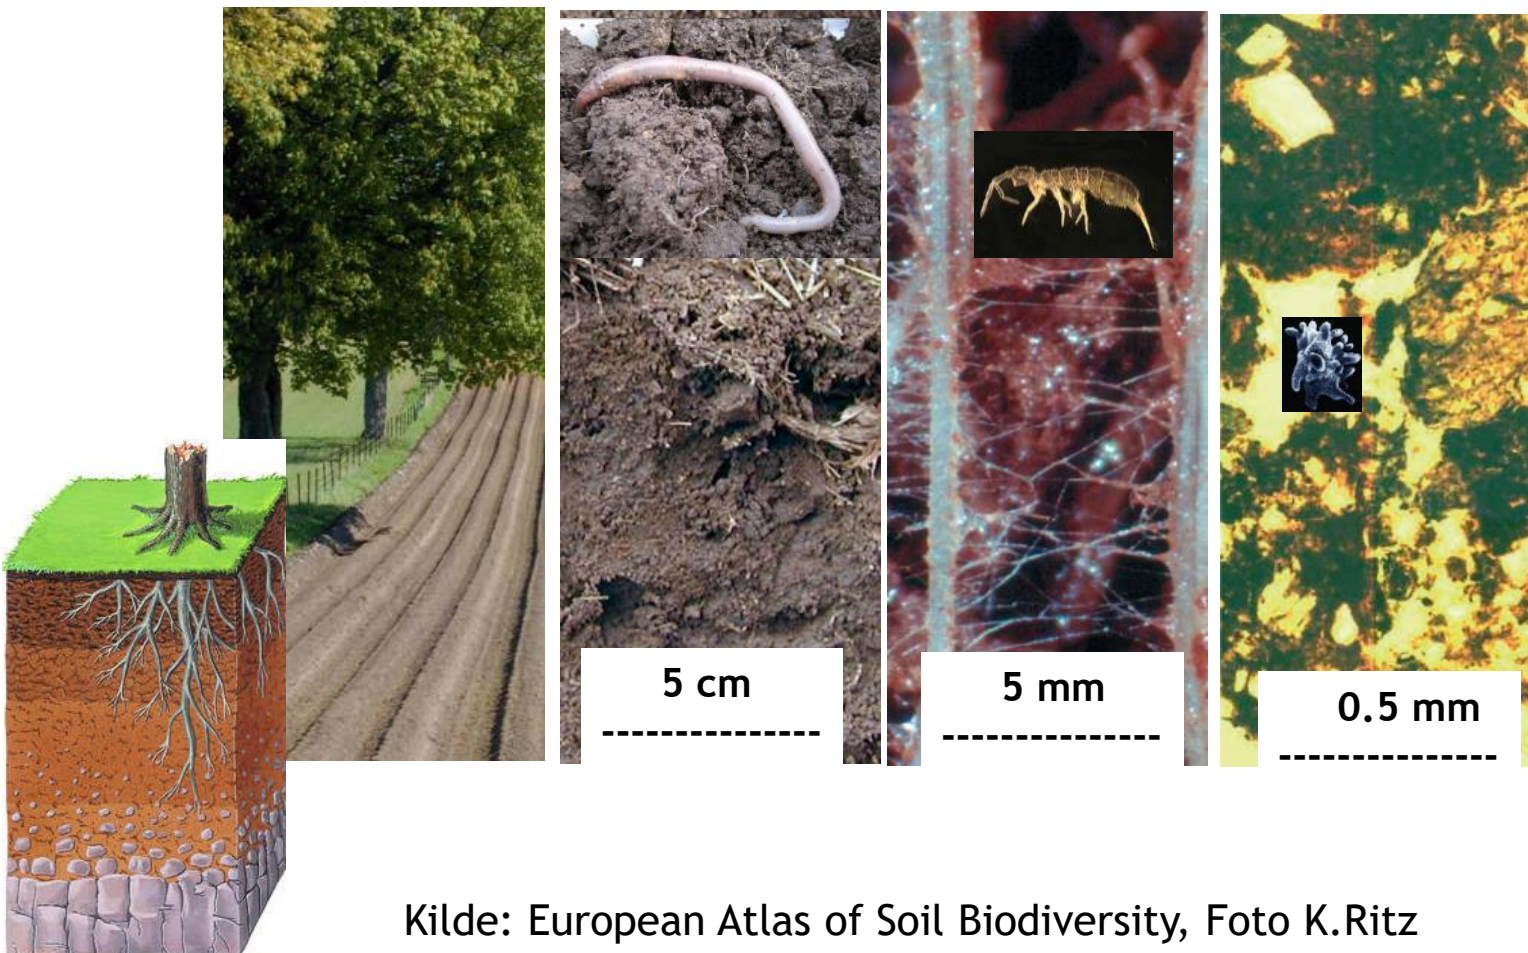 5 cm
---------------
5 mm
---------------
0.5 mm
---------------
Kilde: European Atlas of Soil Biodiversity, Foto K.Ritz